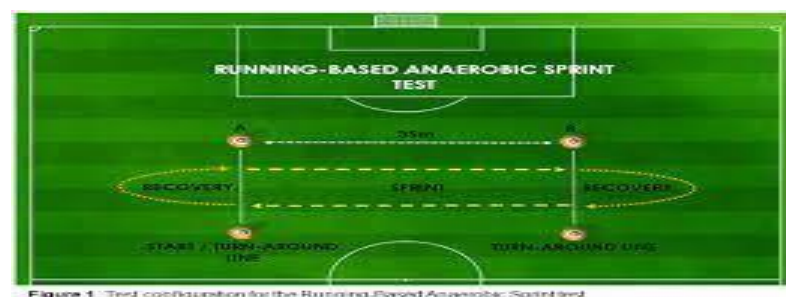 RUNNING-BASED ANAEROBIC SPRINT
TEST
A
35m
B
RECOVERY
SPRINT
RECOVERY
START / TURN-AROUND
LINE
TURN-AROUND LINE
Figure 1. Test configuration for the Running-Based Anaerobic Sprint test